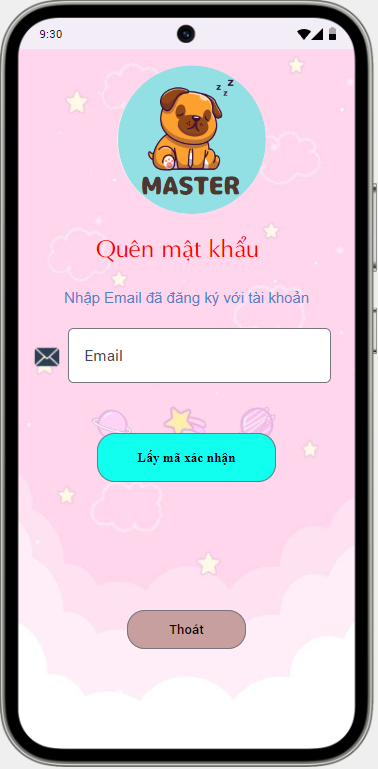 9:30
z z z
MASTER
Quên mật khẩu
Nhập Email đã đăng ký với tài khoản
Email
Lấy mã xác nhận
Thoát